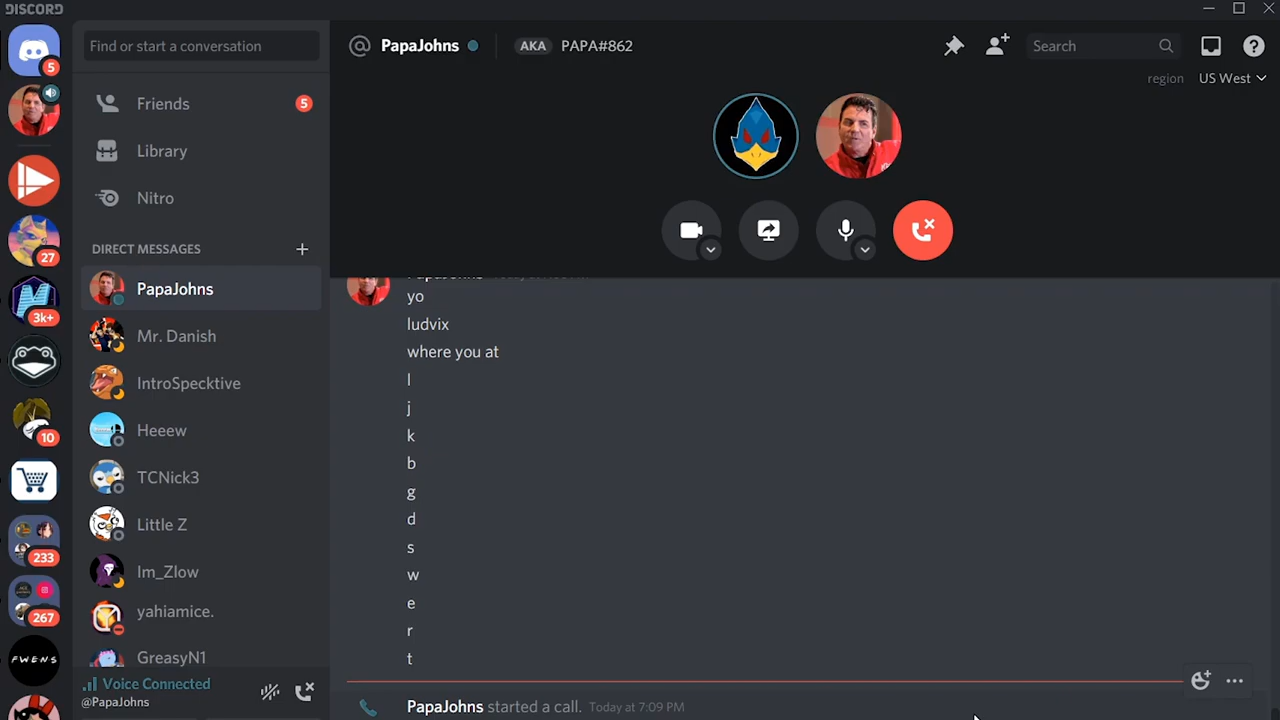 DISCORD
Find or start a conversation
PapaJohns
AKA
PAPA#862
Search
region
US West
5
Friends
5
Library
Nitro
27
DIRECT MESSAGES
3k+
PapaJohns
Mr. Danish
IntroSpecktive
10
Heeew
TCNick3
Little Z
233
Im_Zlow
yahiamice.
267
GreasyN1
FWENS
Voice Connected
@PapaJohns
yo
ludvix
where you at
l
j
k
b
g
d
s
w
e
r
t
PapaJohns started a call. Today at 7:09 PM